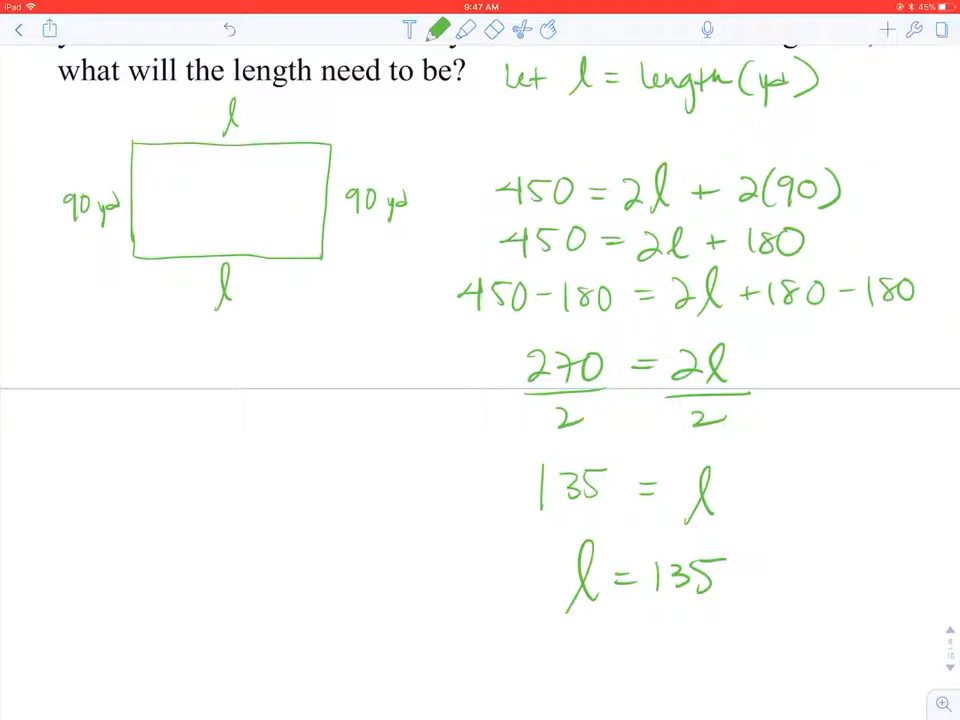 iPad 9:47 AM 45%
T
what will the length need to be?
let l = length (yd)
l
90 yd 90 yd
l
450 = 2l + 2(90)
450 = 2l + 180
450 - 180 = 2l + 180 - 180
270 = 2l
2 2
135 = l
l = 135